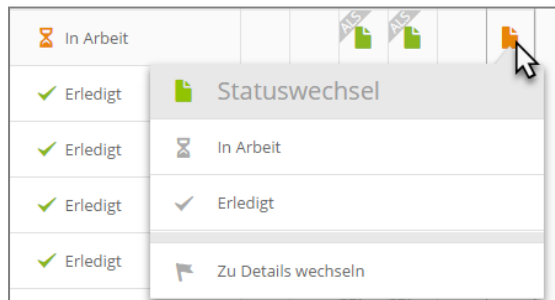 In Arbeit
ALS
ALS
Erledigt
Statuswechsel
Erledigt
In Arbeit
Erledigt
Erledigt
Erledigt
Zu Details wechseln